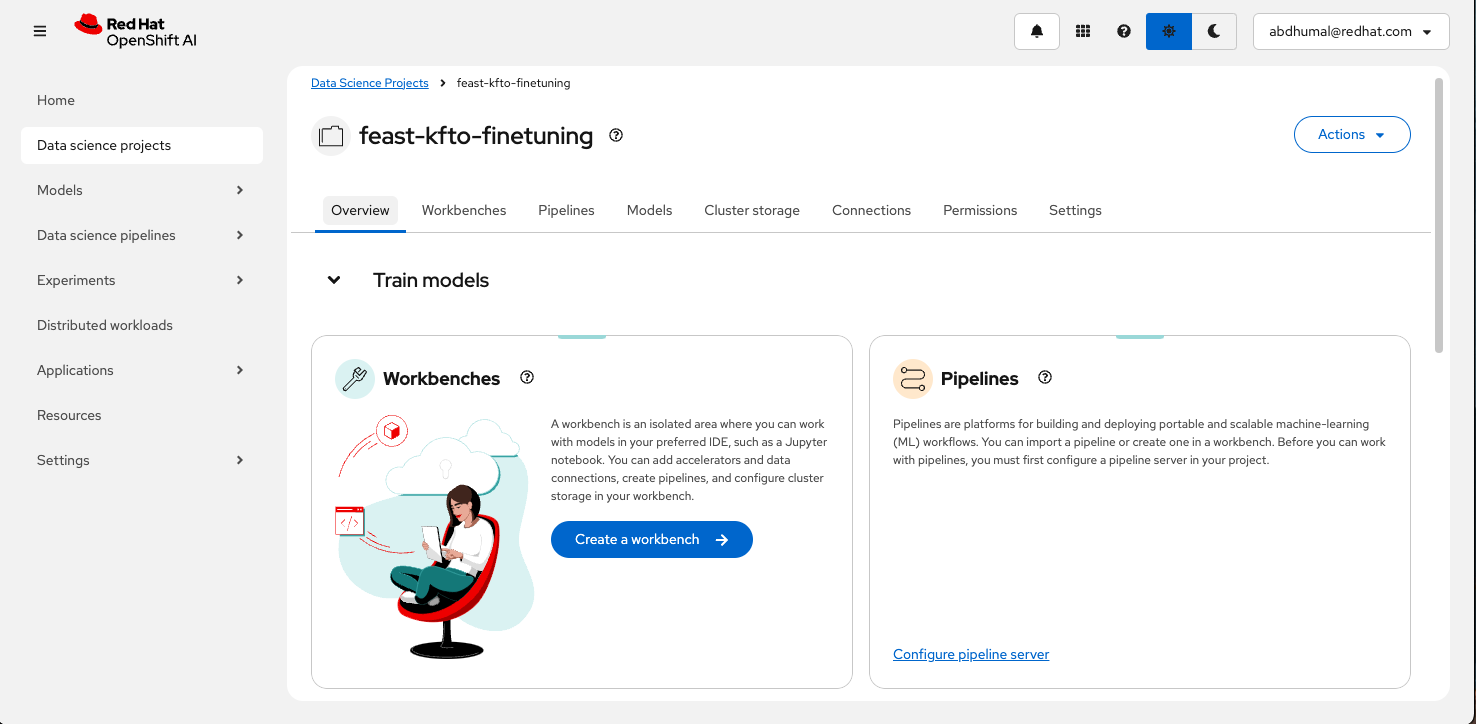 Red Hat
OpenShift AI
abdhumal@redhat.com
Home
Data science projects
Models
Data science pipelines
Experiments
Distributed workloads
Applications
Resources
Settings
Data Science Projects > feast-kfto-finetuning
feast-kfto-finetuning
Actions
Overview Workbenches Pipelines Models Cluster storage Connections Permissions Settings
Train models
Workbenches
A workbench is an isolated area where you can work
with models in your preferred IDE, such as a Jupyter
notebook. You can add accelerators and data
connections, create pipelines, and configure cluster
storage in your workbench.
Create a workbench
</>
Pipelines
Pipelines are platforms for building and deploying portable and scalable machine-learning
(ML) workflows. You can import a pipeline or create one in a workbench. Before you can work
with pipelines, you must first configure a pipeline server in your project.
Configure pipeline server